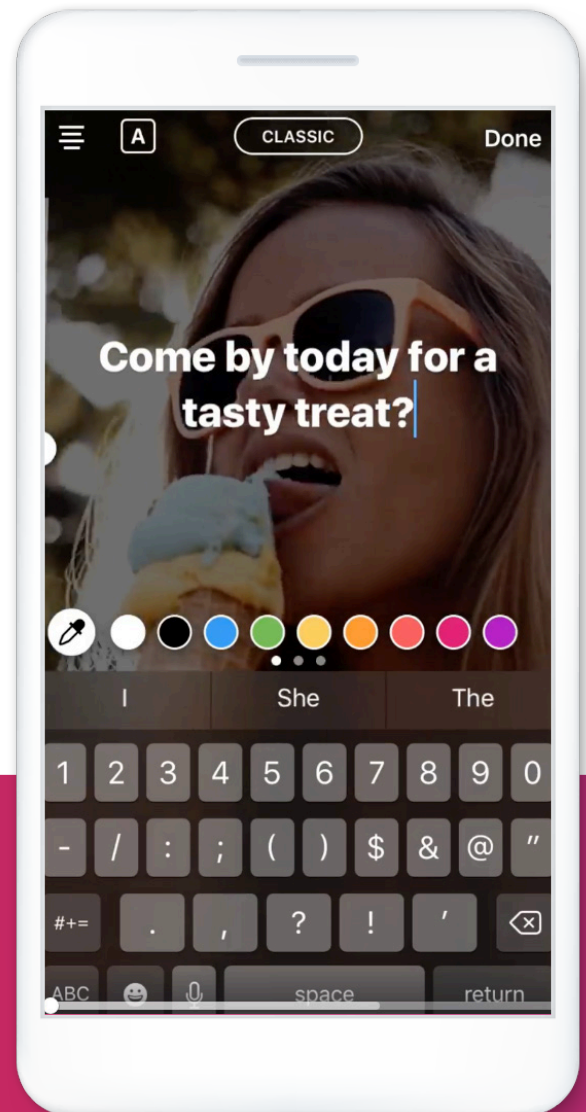 A CLASSIC Done
Come by today for a
tasty treat?
I She The
1 2 3 4 5 6 7 8 9 0
- / : ; ( ) $ & @ "
#+= . , ? ! '
ABC space return